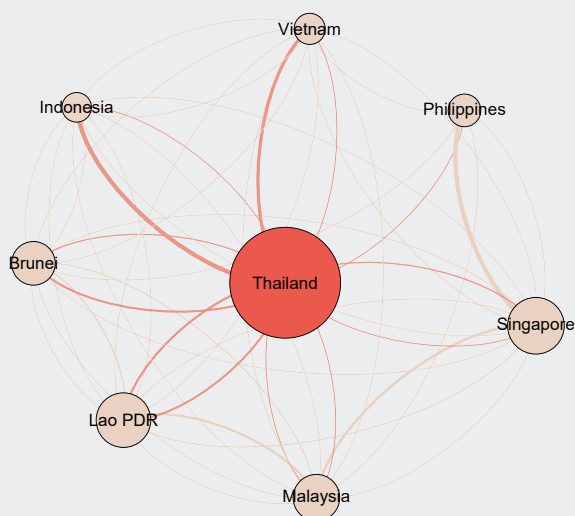 Vietnam
Indonesia
Philippines
Brunei
Thailand
Singapore
Lao PDR
Malaysia